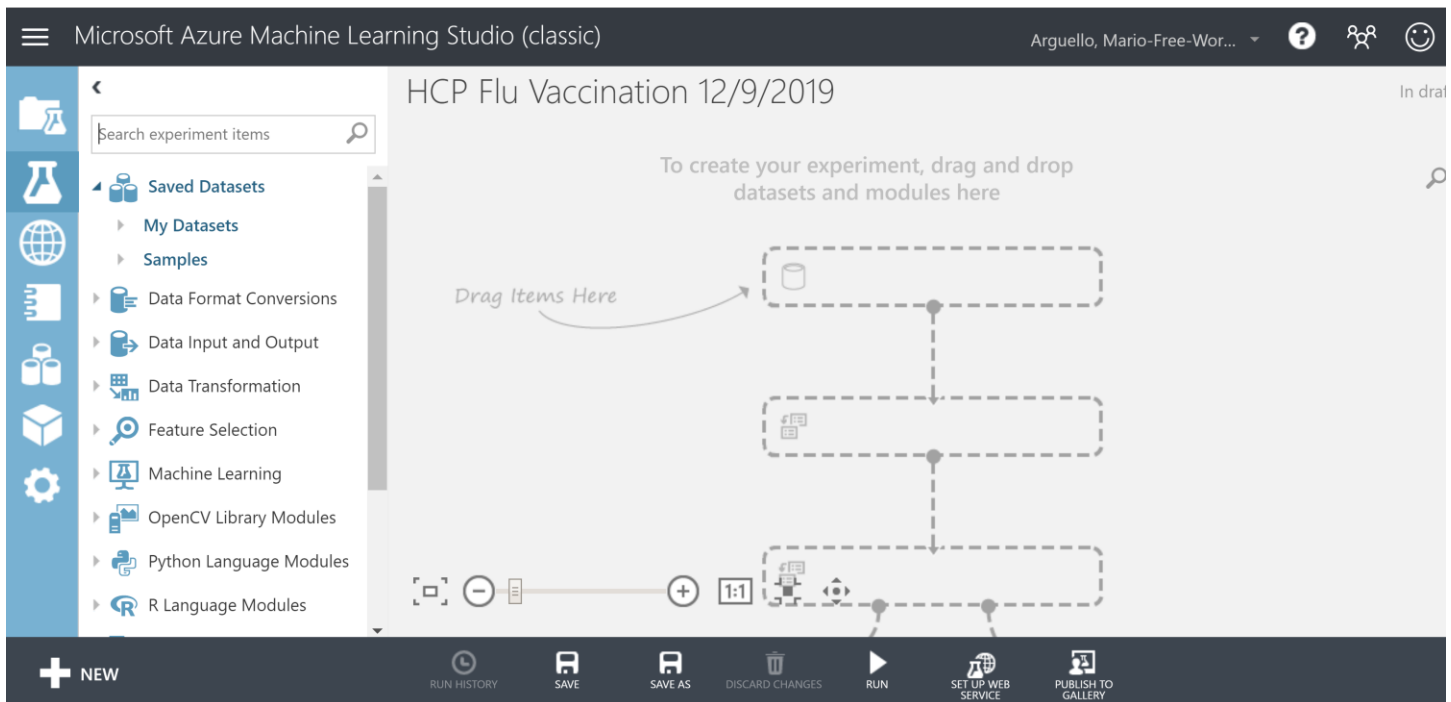 Microsoft Azure Machine Learning Studio (classic)
Arguello, Mario-Free-Wor...
?
HCP Flu Vaccination 12/9/2019
In draf
Search experiment items
To create your experiment, drag and drop
datasets and modules here
Saved Datasets
My Datasets
Samples
Data Format Conversions
Drag Items Here
Data Input and Output
Data Transformation
Feature Selection
Machine Learning
OpenCV Library Modules
Python Language Modules
1:1
R Language Modules
NEW
RUN HISTORY
SAVE
SAVE AS
DISCARD CHANGES
RUN
SET UP WEB
SERVICE
PUBLISH TO
GALLERY